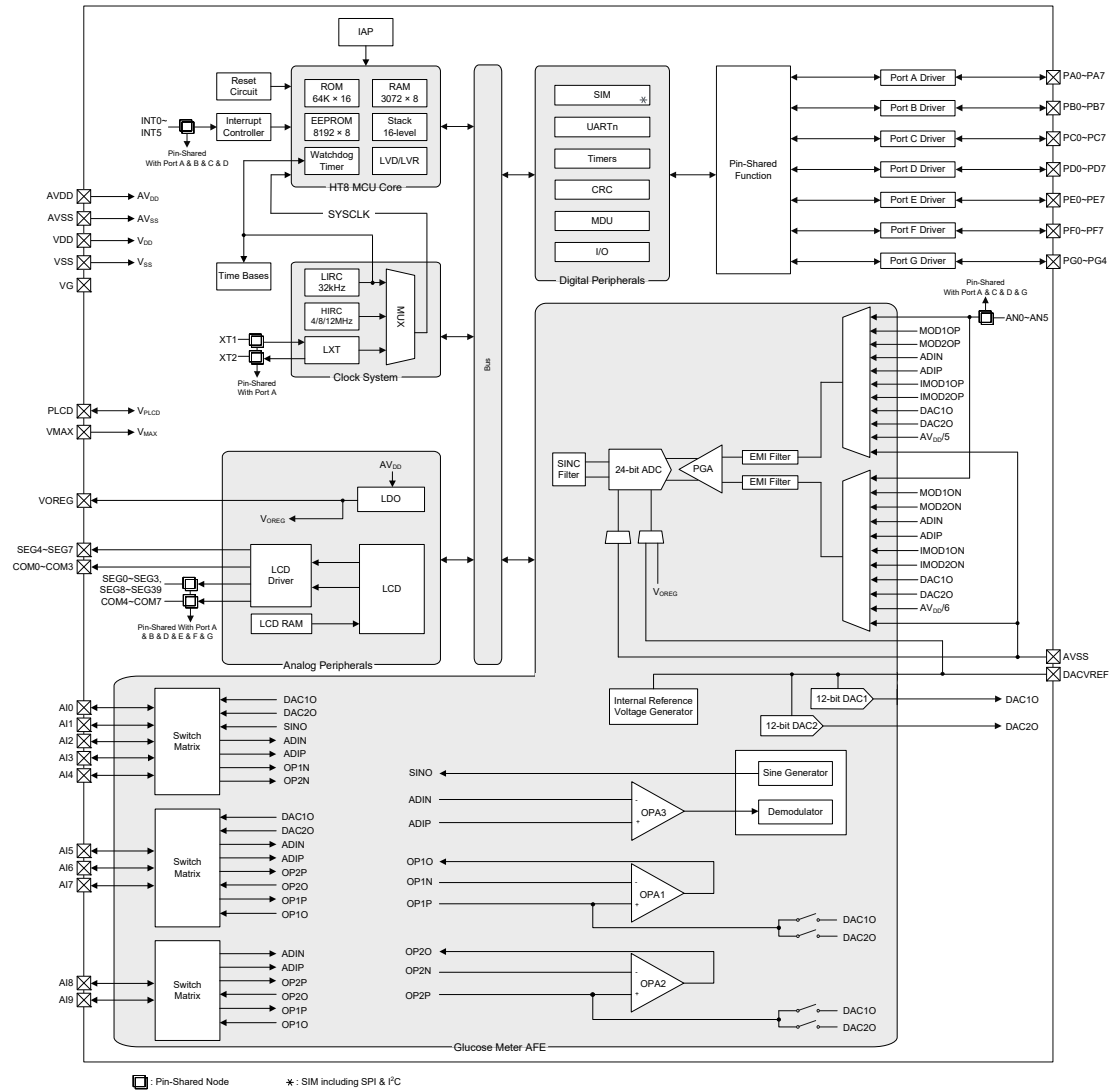 IAP
Reset
Circuit
ROM
64K × 16
RAM
3072 × 8
EEPROM
8192 × 8
Stack
16-level
Watchdog
Timer
LVD/LVR
HT8 MCU Core
INT0~
INT5
Interrupt
Controller
Pin-Shared
With Port A & B & C & D
SYSCLK
AVDD
AVDD
AVSS
AVSS
VDD
VDD
VSS
VSS
VG
Time Bases
LIRC
32kHz
HIRC
4/8/12MHz
LXT
MUX
Clock System
XT1
XT2
Pin-Shared
With Port A
PLCD
VPLCD
VMAX
VMAX
Bus
SIM
*
UARTn
Timers
CRC
MDU
I/O
Digital Peripherals
Pin-Shared
Function
Port A Driver
PA0~PA7
Port B Driver
PB0~PB7
Port C Driver
PC0~PC7
Port D Driver
PD0~PD7
Port E Driver
PE0~PE7
Port F Driver
PF0~PF7
Port G Driver
PG0~PG4
Pin-Shared
With Port A & C & D & G
AN0~AN5
MOD1OP
MOD2OP
ADIN
ADIP
IMOD1OP
IMOD2OP
DAC1O
DAC2O
AVDD/5
SINC
Filter
24-bit ADC
PGA
EMI Filter
EMI Filter
MOD1ON
MOD2ON
ADIN
ADIP
IMOD1ON
IMOD2ON
DAC1O
DAC2O
AVDD/6
VOREG
AVSS
DACVREF
Internal Reference
Voltage Generator
12-bit DAC1
DAC1O
12-bit DAC2
DAC2O
VOREG
AVDD
LDO
VOREG
SEG4~SEG7
COM0~COM3
SEG0~SEG3,
SEG8~SEG39
COM4~COM7
Pin-Shared With Port A
& B & D & E & F & G
LCD
Driver
LCD
LCD RAM
Analog Peripherals
AI0
AI1
AI2
AI3
AI4
Switch
Matrix
DAC1O
DAC2O
SINO
ADIN
ADIP
OP1N
OP2N
AI5
AI6
AI7
Switch
Matrix
DAC1O
DAC2O
ADIN
ADIP
OP2P
OP2O
OP1P
OP1O
AI8
AI9
Switch
Matrix
ADIN
ADIP
OP2P
OP2O
OP1P
OP1O
SINO
ADIN
ADIP
-
+
OPA3
Sine Generator
Demodulator
OP1O
OP1N
OP1P
-
+
OPA1
DAC1O
DAC2O
OP2O
OP2N
OP2P
-
+
OPA2
DAC1O
DAC2O
Glucose Meter AFE
: Pin-Shared Node
* : SIM including SPI & I²C